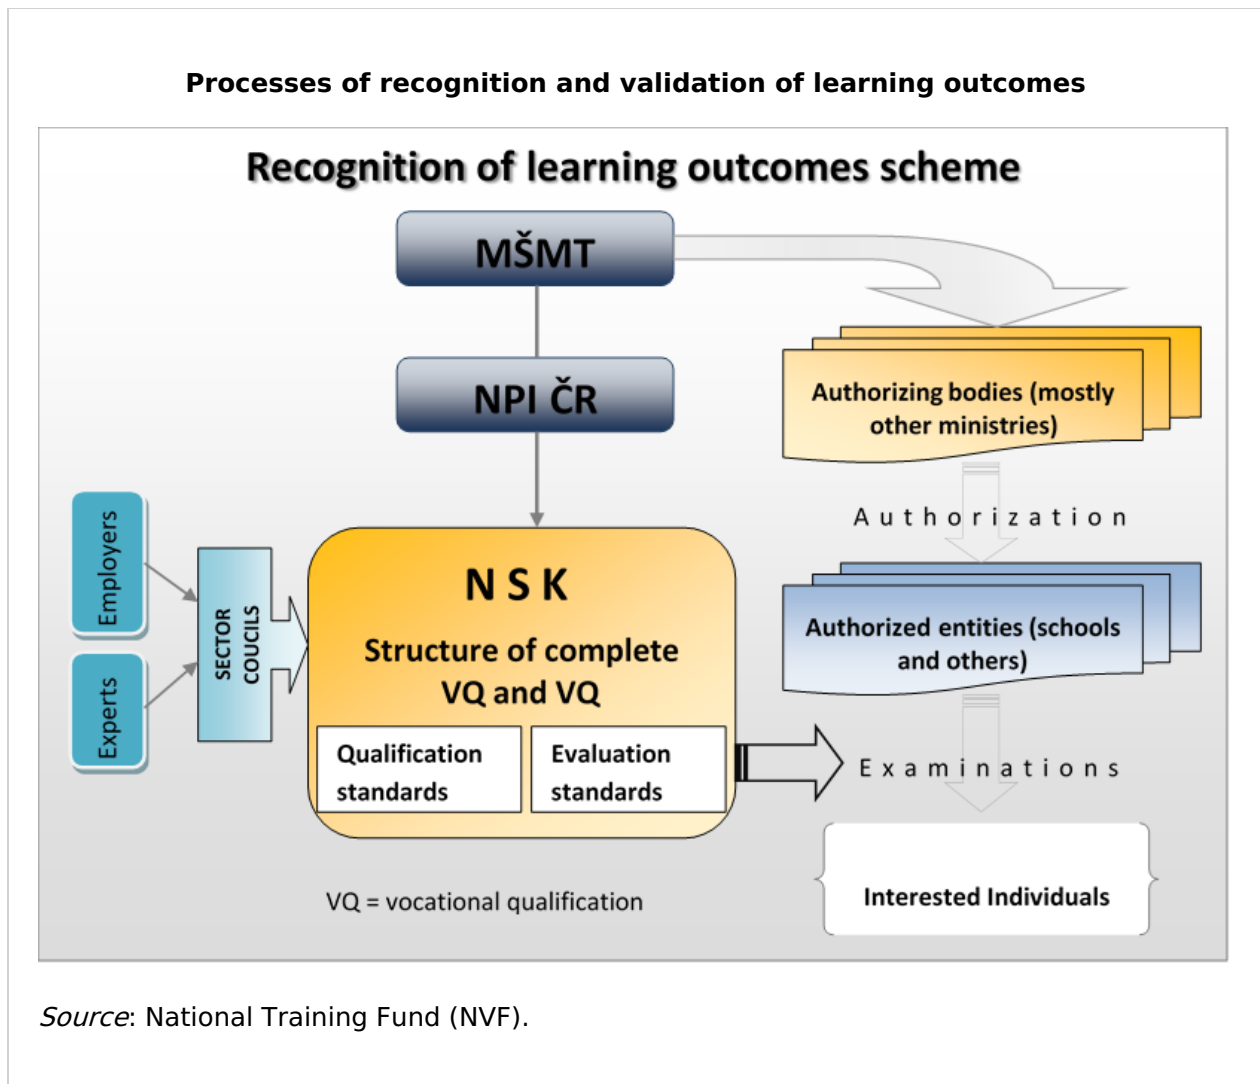 Processes of recognition and validation of learning outcomes
Recognition of learning outcomes scheme
MŠMT
NPI ČR
Authorizing bodies (mostly
other ministries)
Authorization
Employers
Experts
SECTOR
COUCILS
N S K
Structure of complete
VQ and VQ
Qualification
standards
Evaluation
standards
Authorized entities (schools
and others)
Examinations
Interested Individuals
VQ = vocational qualification
Source: National Training Fund (NVF).